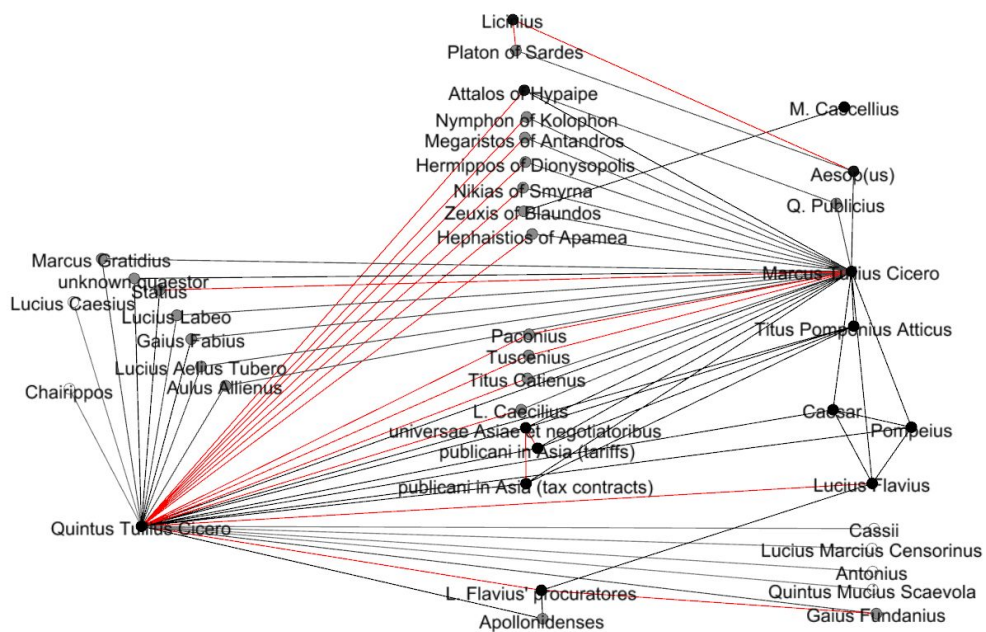 Licinius
Platon of Sardes
Attalos of Hypaipe
M. Cascellius
Nymphon of Kolophon
Megaristos of Antandros
Hermippos of Dionysopolis
Aesop(us)
Nikias of Smyrna
Q. Publicius
Zeuxis of Blaundos
Hephaistios of Apamea
Marcus Gratidius
Marcus Tullius Cicero
unknown quaestor
Statius
Lucius Caesius
Lucius Labeo
Titus Pomponius Atticus
Gaius Fabius
Paconius
Tuscenius
Lucius Aelius Tubero
Titus Catienus
Aulus Allienus
Chairippos
L. Caecilius
Caesar
universae Asiae et negotiatoribus
Pompeius
publicani in Asia (tariffs)
publicani in Asia (tax contracts)
Lucius Flavius
Quintus Tullius Cicero
Cassii
Lucius Marcius Censorinus
Antonius
L. Flavius' procuratores
Quintus Mucius Scaevola
Gaius Fundanius
Apollonidenses